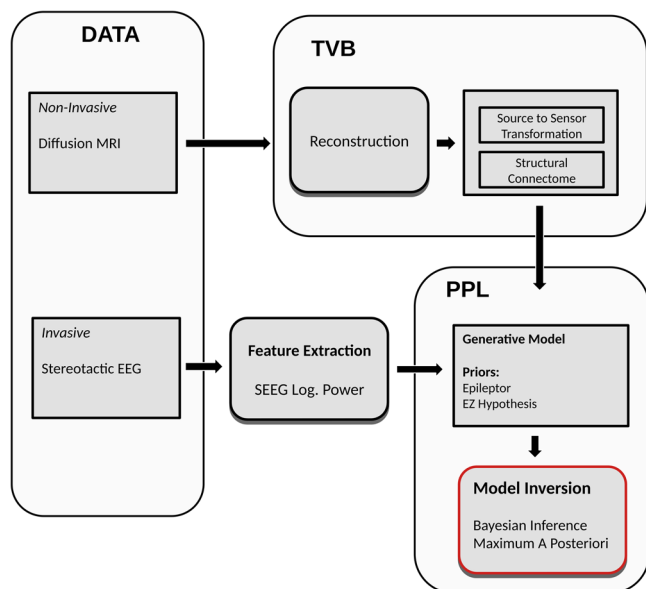 DATA
Non-Invasive
Diffusion MRI
Invasive
Stereotactic EEG
TVB
Reconstruction
Source to Sensor
Transformation
Structural
Connectome
Feature Extraction
SEEG Log. Power
PPL
Generative Model
Priors:
Epileptor
EZ Hypothesis
Model Inversion
Bayesian Inference
Maximum A Posteriori